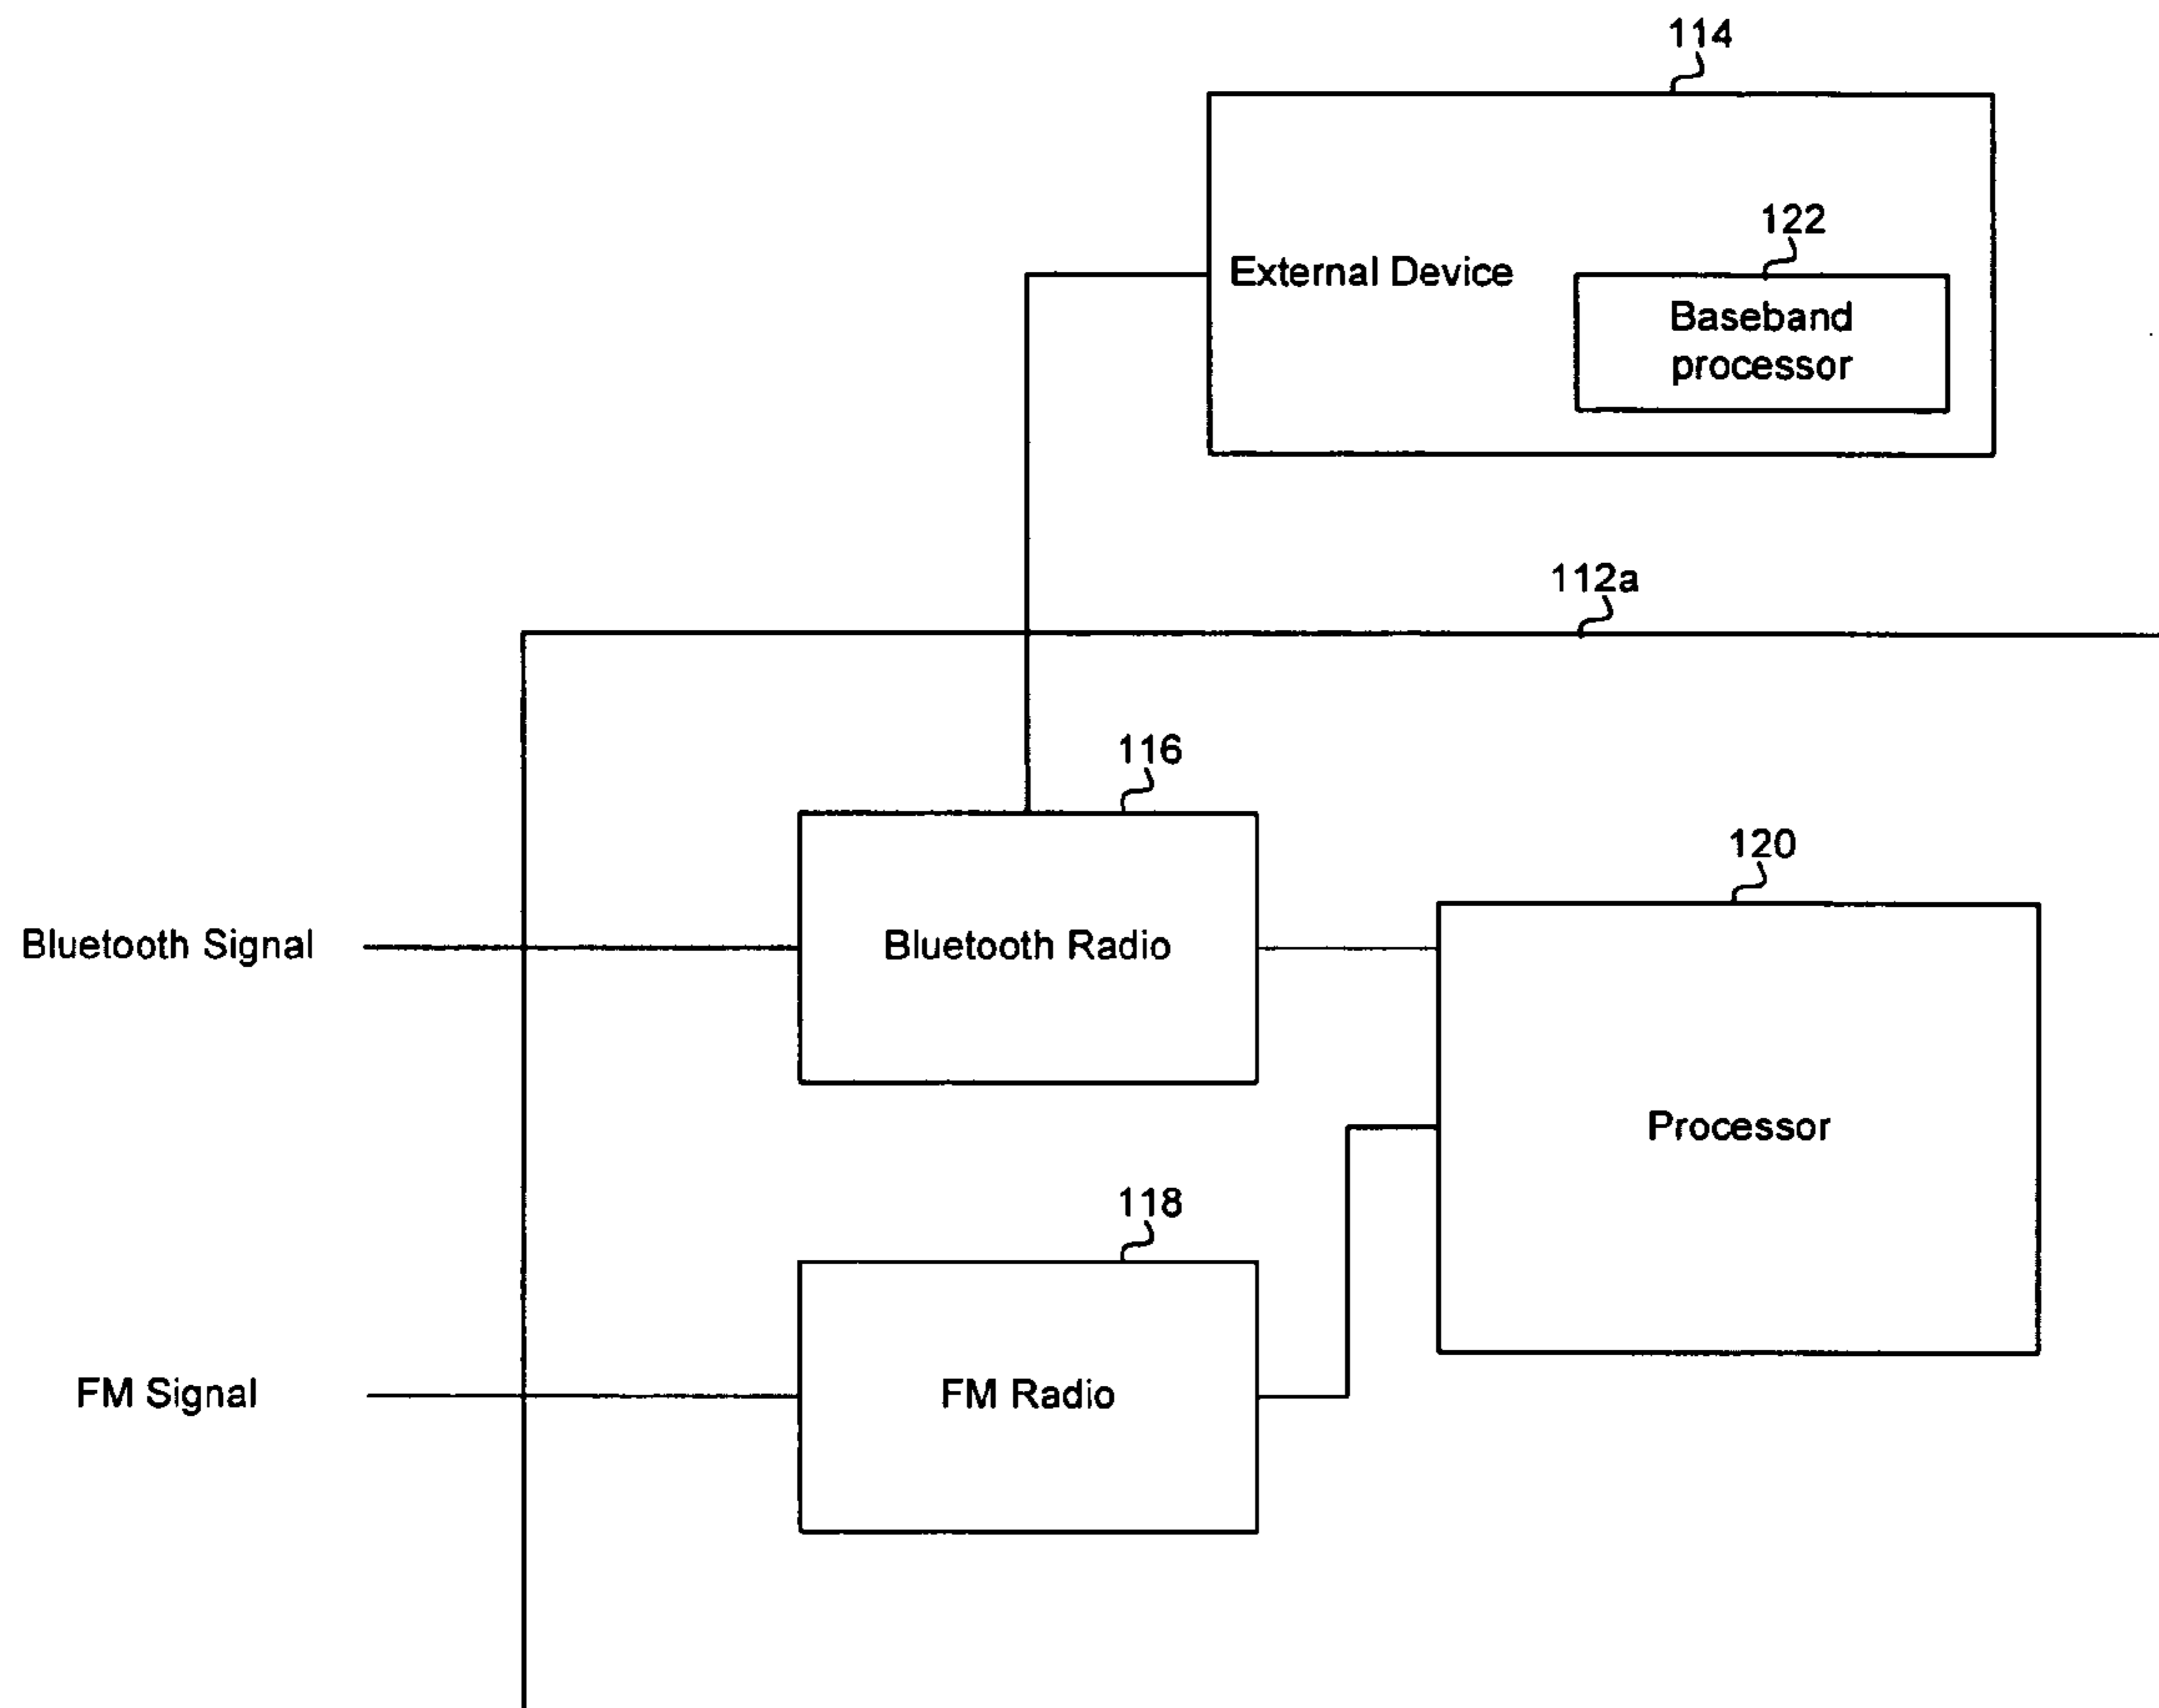 114
122
External Device
Baseband
processor
112a
116
120
Bluetooth Signal
Bluetooth Radio
Processor
118
FM Signal
FM Radio